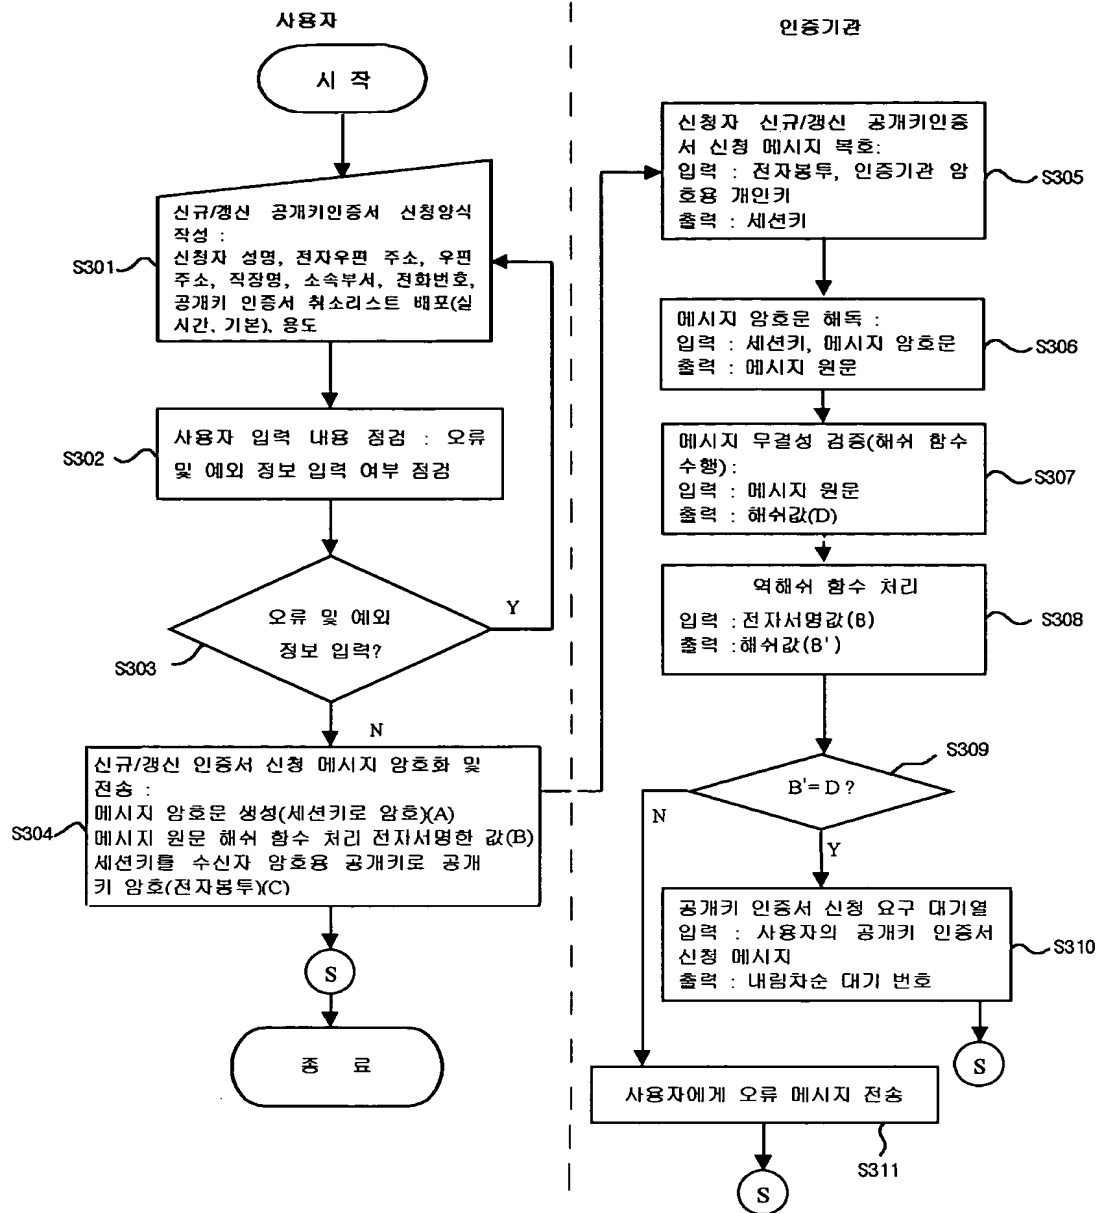 사용자
시 작
신규/갱신 공개키인증서 신청양식
작성 :
신청자 성명, 전자우편 주소, 우편
주소, 직장명, 소속부서, 전화번호,
공개키 인증서 취소리스트 배포(실
시간, 기본), 용도
S301
사용자 입력 내용 점검 : 오류
및 예외 정보 입력 여부 점검
S302
오류 및 예외
정보 입력?
Y
S303
N
신규/갱신 인증서 신청 메시지 암호화 및
전송 :
메시지 암호문 생성(세션키로 암호)(A)
메시지 원문 해쉬 함수 처리 전자서명한 값(B)
세션키를 수신자 암호용 공개키로 공개
키 암호(전자봉투)(C)
S304
S
종 료
인증기관
신청자 신규/갱신 공개키인증
서 신청 메시지 복호:
입력 : 전자봉투, 인증기관 암
호용 개인키
출력 : 세션키
S305
메시지 암호문 해독 :
입력 : 세션키, 메시지 암호문
출력 : 메시지 원문
S306
메시지 무결성 검증(해쉬 함수
수행):
입력 : 메시지 원문
출력 : 해쉬값(D)
S307
역해쉬 함수 처리
입력 :전자서명값(B)
출력 :해쉬값(B')
S308
S309
B'= D ?
N
Y
공개키 인증서 신청 요구 대기열
입력 : 사용자의 공개키 인증서
신청 메시지
출력 : 내림차순 대기 번호
S310
S
사용자에게 오류 메시지 전송
S311
S